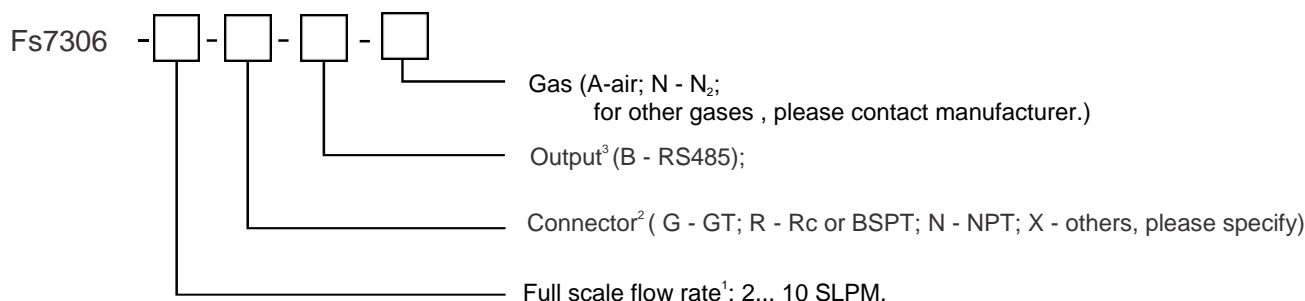 Fs7306 - - - -
Gas (A-air; N - N₂;
for other gases , please contact manufacturer.)
Output³ (B - RS485);
Connector² ( G - GT; R - Rc or BSPT; N - NPT; X - others, please specify)
Full scale flow rate¹: 2... 10 SLPM.